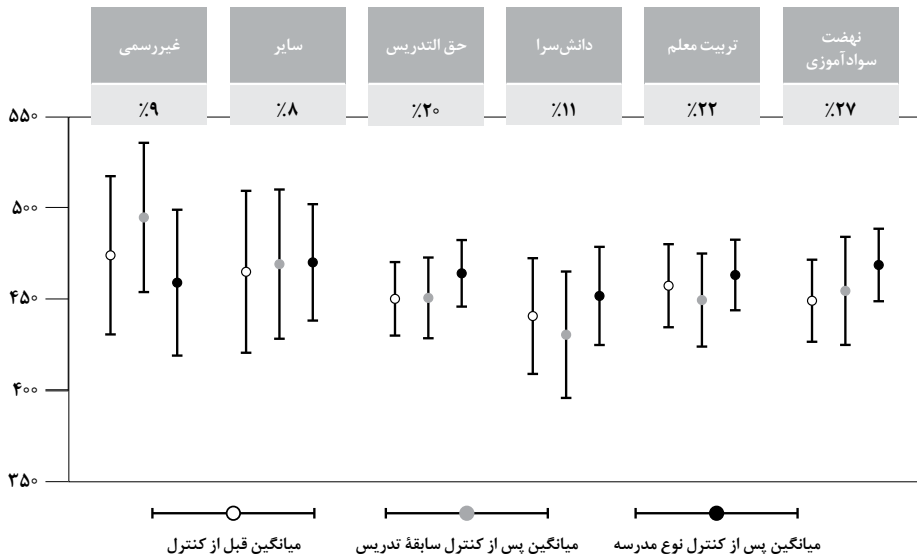 نهضت
سوادآموزی
تربیت معلم
دانش‌سرا
حق التدریس
سایر
غیررسمی
٪۲۷
٪۲۲
٪۱۱
٪۲۰
٪۸
٪۹
۵۵۰
۵۰۰
۴۵۰
۴۰۰
۳۵۰
میانگین پس از کنترل نوع مدرسه
میانگین پس از کنترل سابقهٔ تدریس
میانگین قبل از کنترل